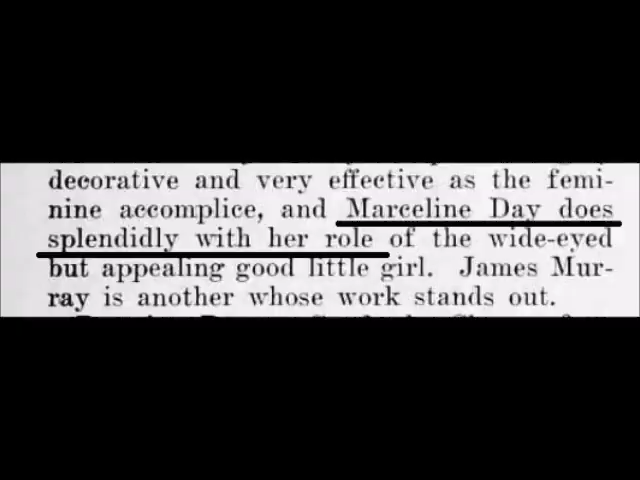 decorative and very effective as the femi-
nine accomplice, and Marceline Day does
splendidly with her role of the wide-eyed
but appealing good little girl. James Mur-
ray is another whose work stands out.